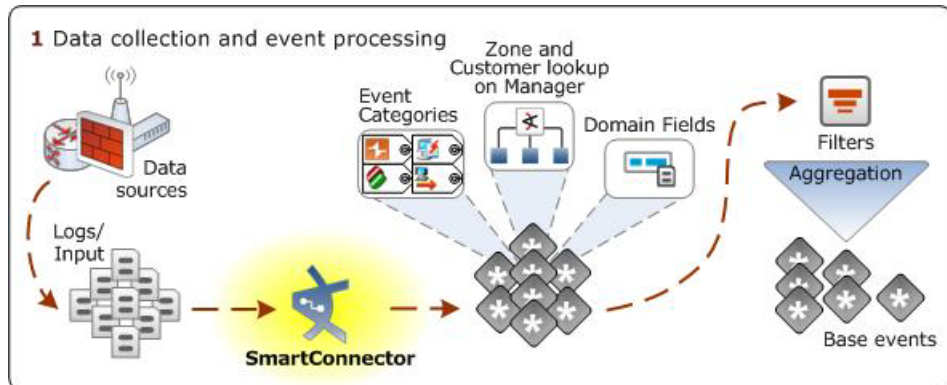 1 Data collection and event processing
Data
sources
Logs/
Input
SmartConnector
Event
Categories
Zone and
Customer lookup
on Manager
Domain Fields
Filters
Aggregation
Base events